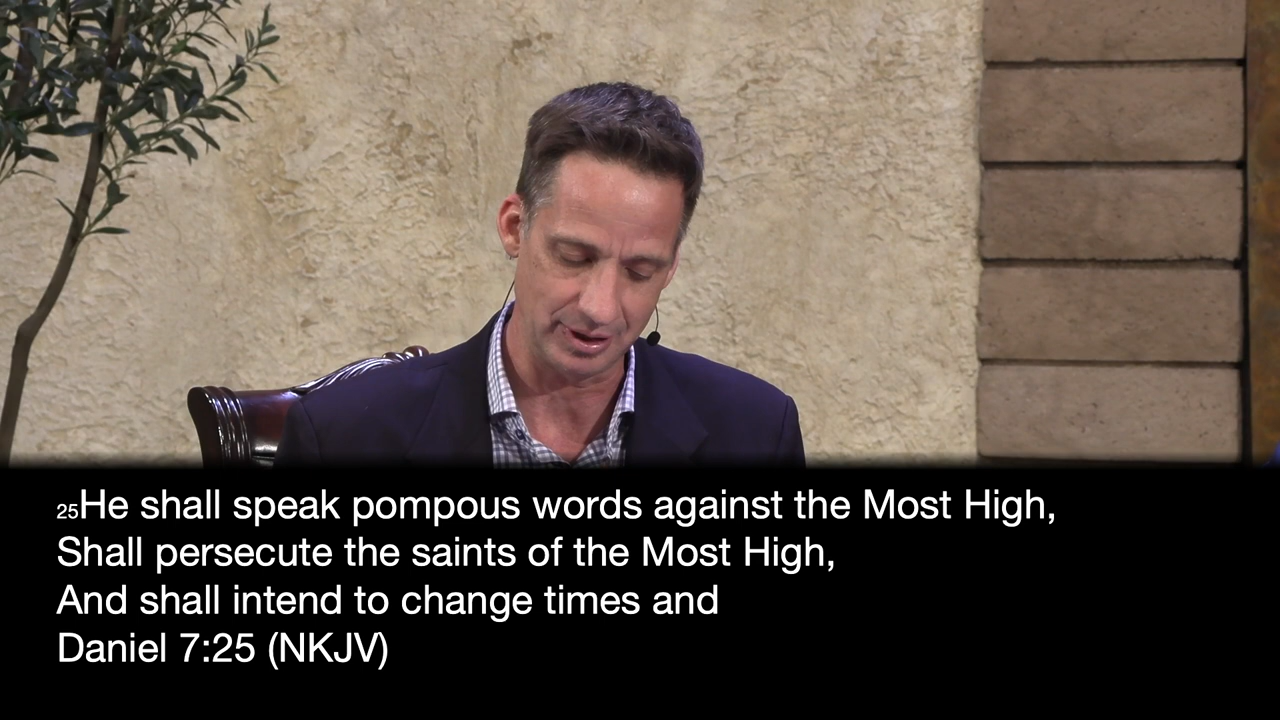 25He shall speak pompous words against the Most High,
Shall persecute the saints of the Most High,
And shall intend to change times and
Daniel 7:25 (NKJV)